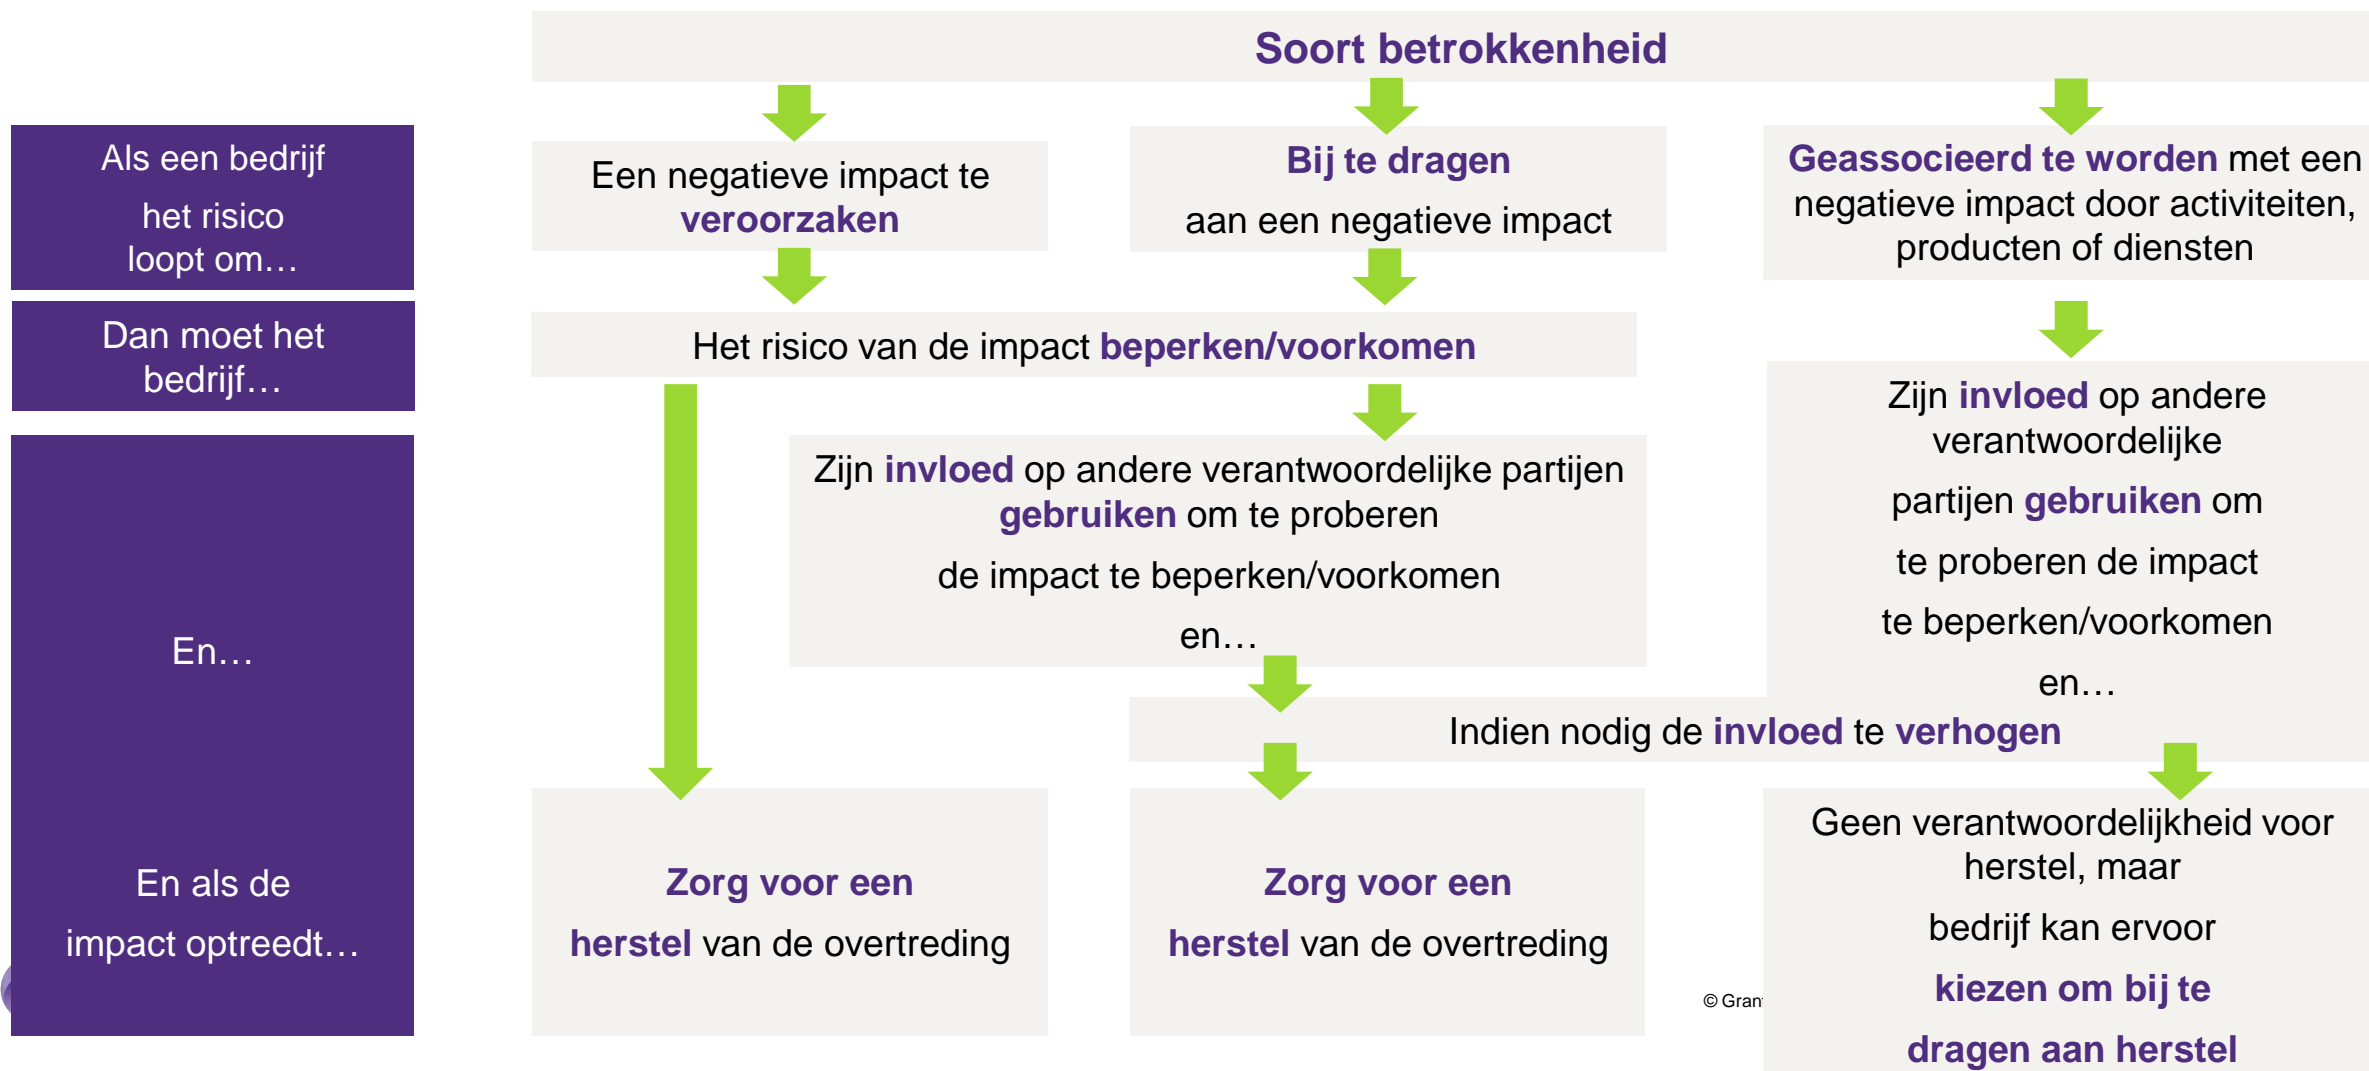 Soort betrokkenheid
Als een bedrijf
het risico
loopt om…
Een negatieve impact te
veroorzaken
Bij te dragen
aan een negatieve impact
Geassocieerd te worden met een
negatieve impact door activiteiten,
producten of diensten
Dan moet het
bedrijf…
Het risico van de impact beperken/voorkomen
En…
Zijn invloed op andere verantwoordelijke partijen
gebruiken om te proberen
de impact te beperken/voorkomen
en…
Zijn invloed op andere
verantwoordelijke
partijen gebruiken om
te proberen de impact
te beperken/voorkomen
en…
Indien nodig de invloed te verhogen
En als de
impact optreedt…
Zorg voor een
herstel van de overtreding
Zorg voor een
herstel van de overtreding
Geen verantwoordelijkheid voor
herstel, maar
bedrijf kan ervoor
kiezen om bij te
dragen aan herstel
©